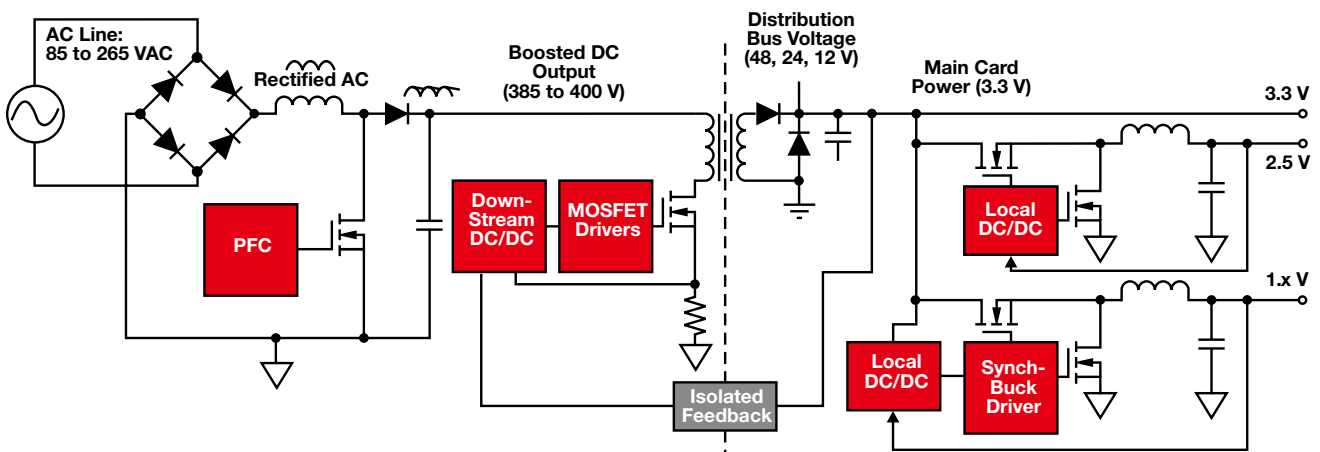 AC Line:
85 to 265 VAC
Rectified AC
Boosted DC
Output
(385 to 400 V)
Distribution
Bus Voltage
(48, 24, 12 V)
Main Card
Power (3.3 V)
3.3 V
2.5 V
PFC
Down-
Stream
DC/DC
MOSFET
Drivers
Local
DC/DC
1.x V
Local
DC/DC
Synch-
Buck
Driver
Isolated
Feedback